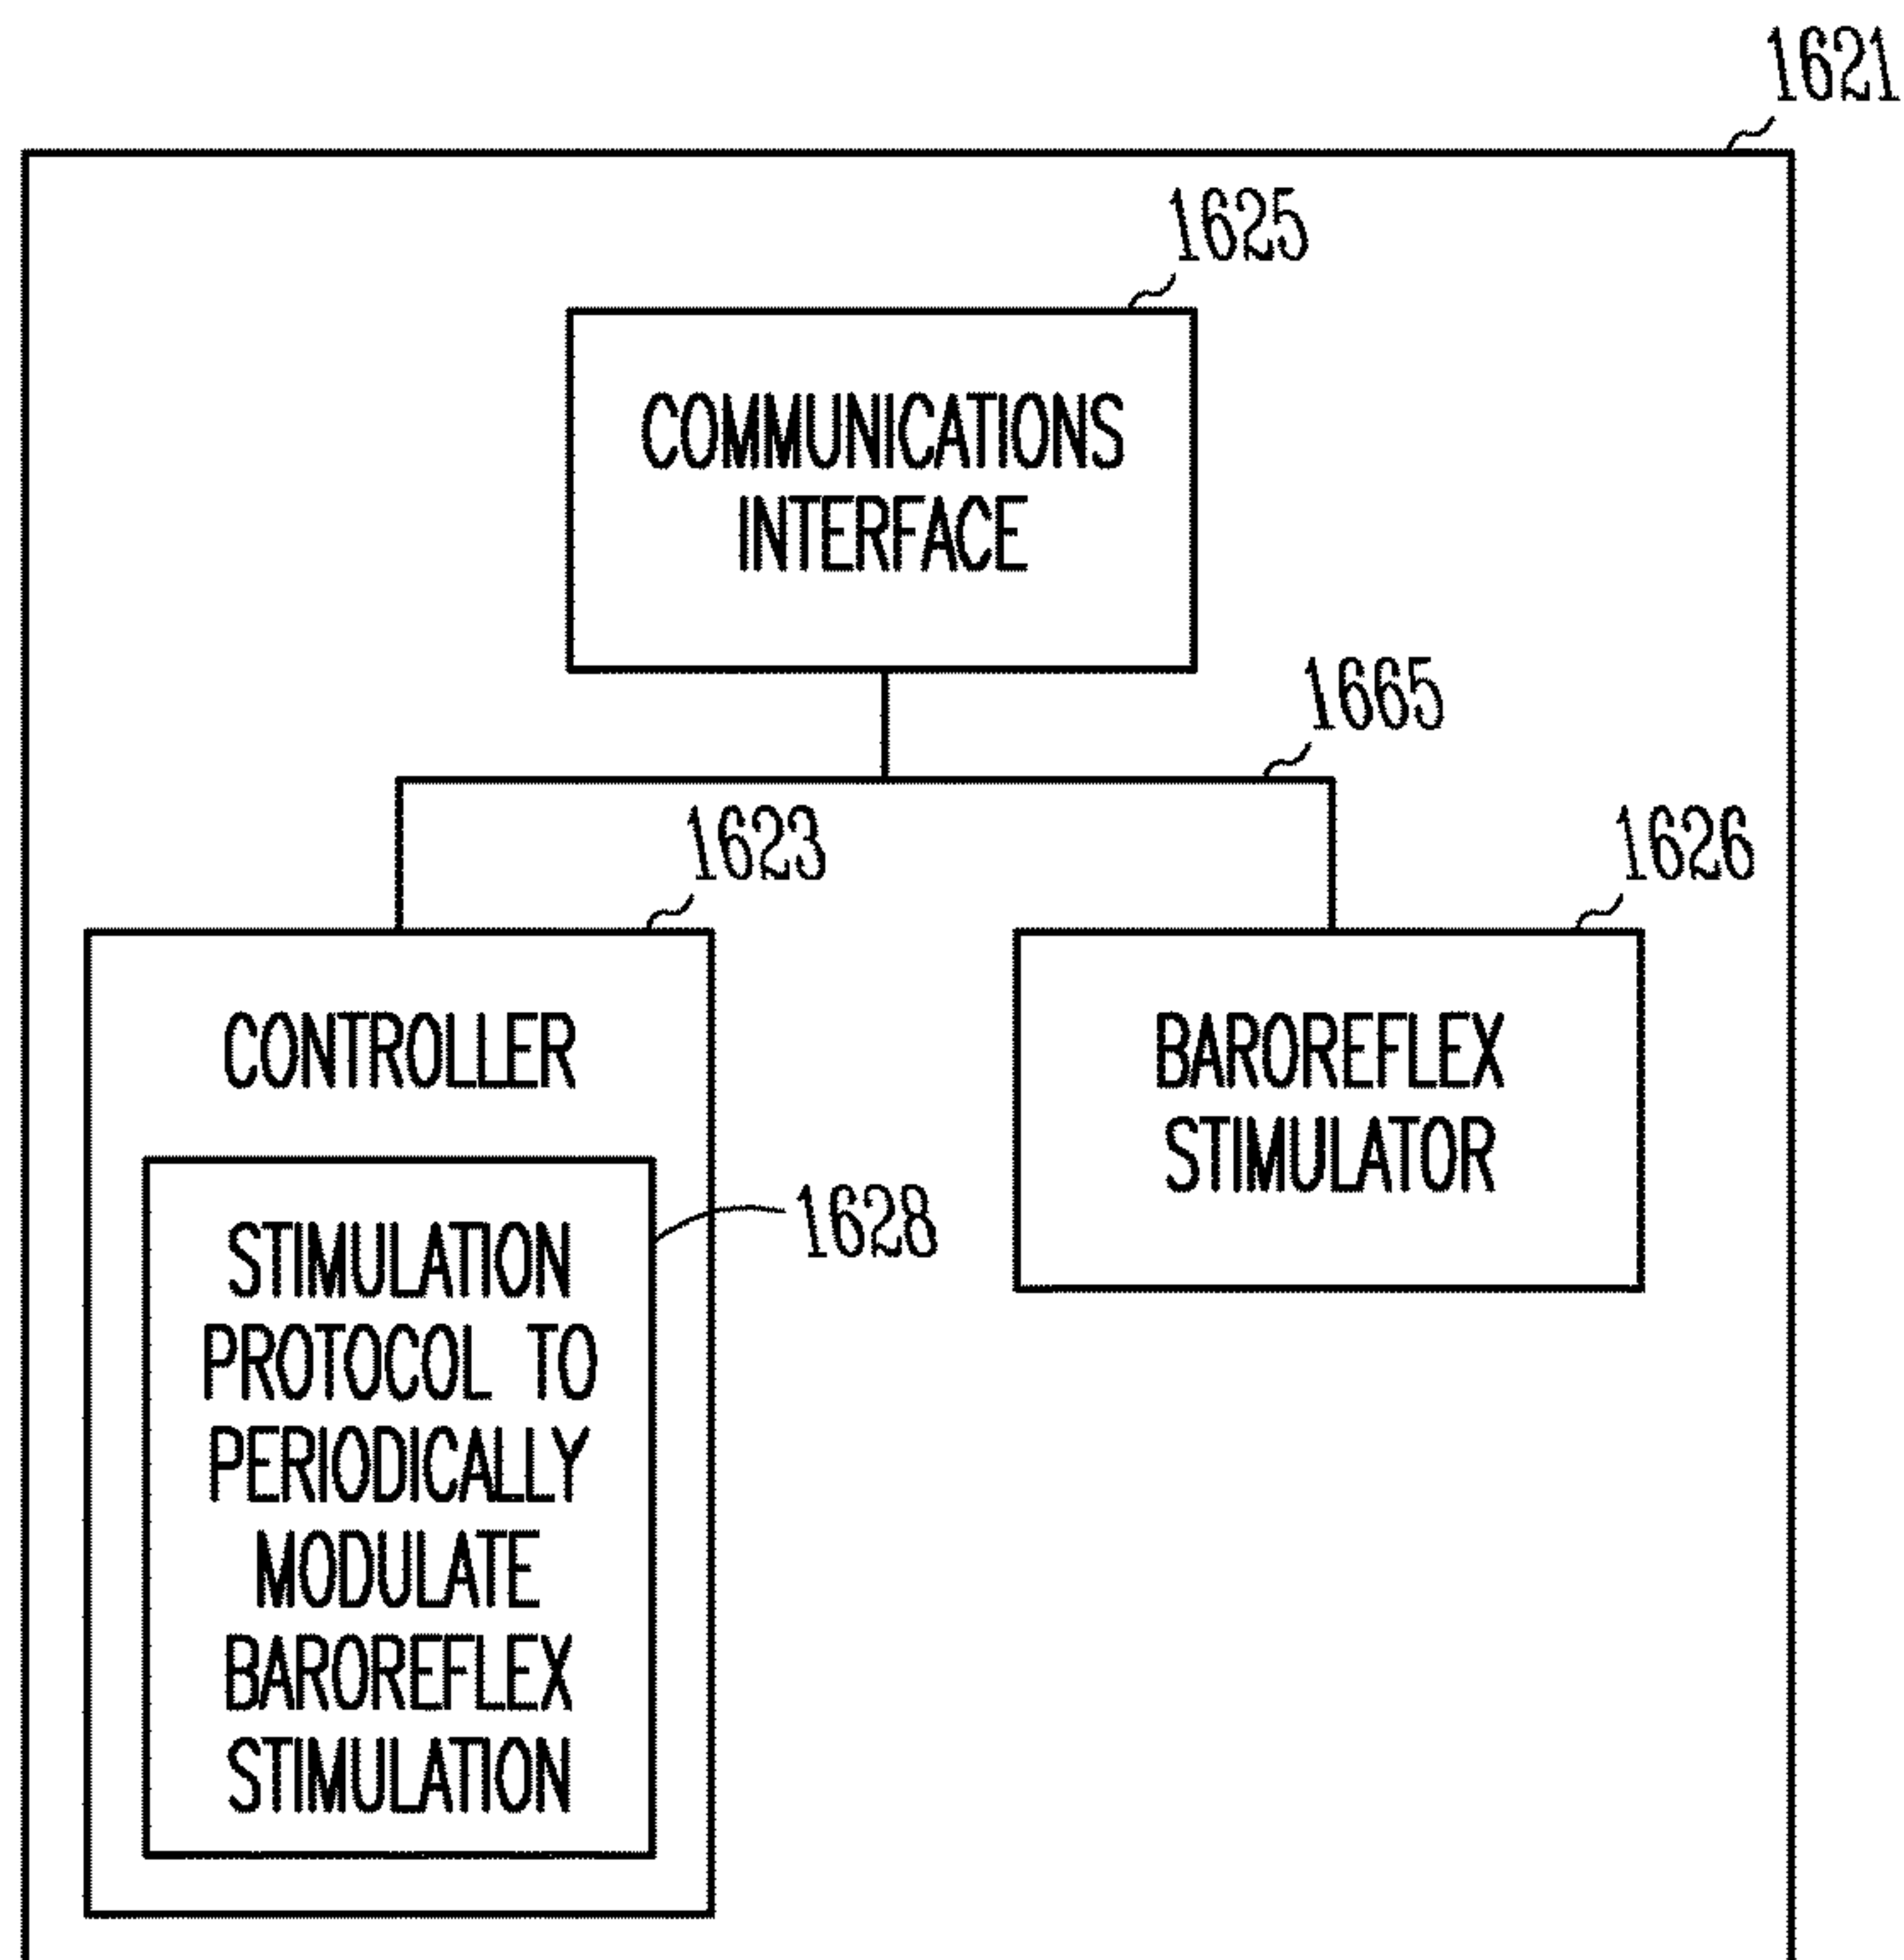 1621
1625
COMMUNICATIONS
INTERFACE
1665
1623
1626
CONTROLLER
BAROREFLEX
STIMULATOR
1628
STIMULATION
PROTOCOL TO
PERIODICALLY
MODULATE
BAROREFLEX
STIMULATION